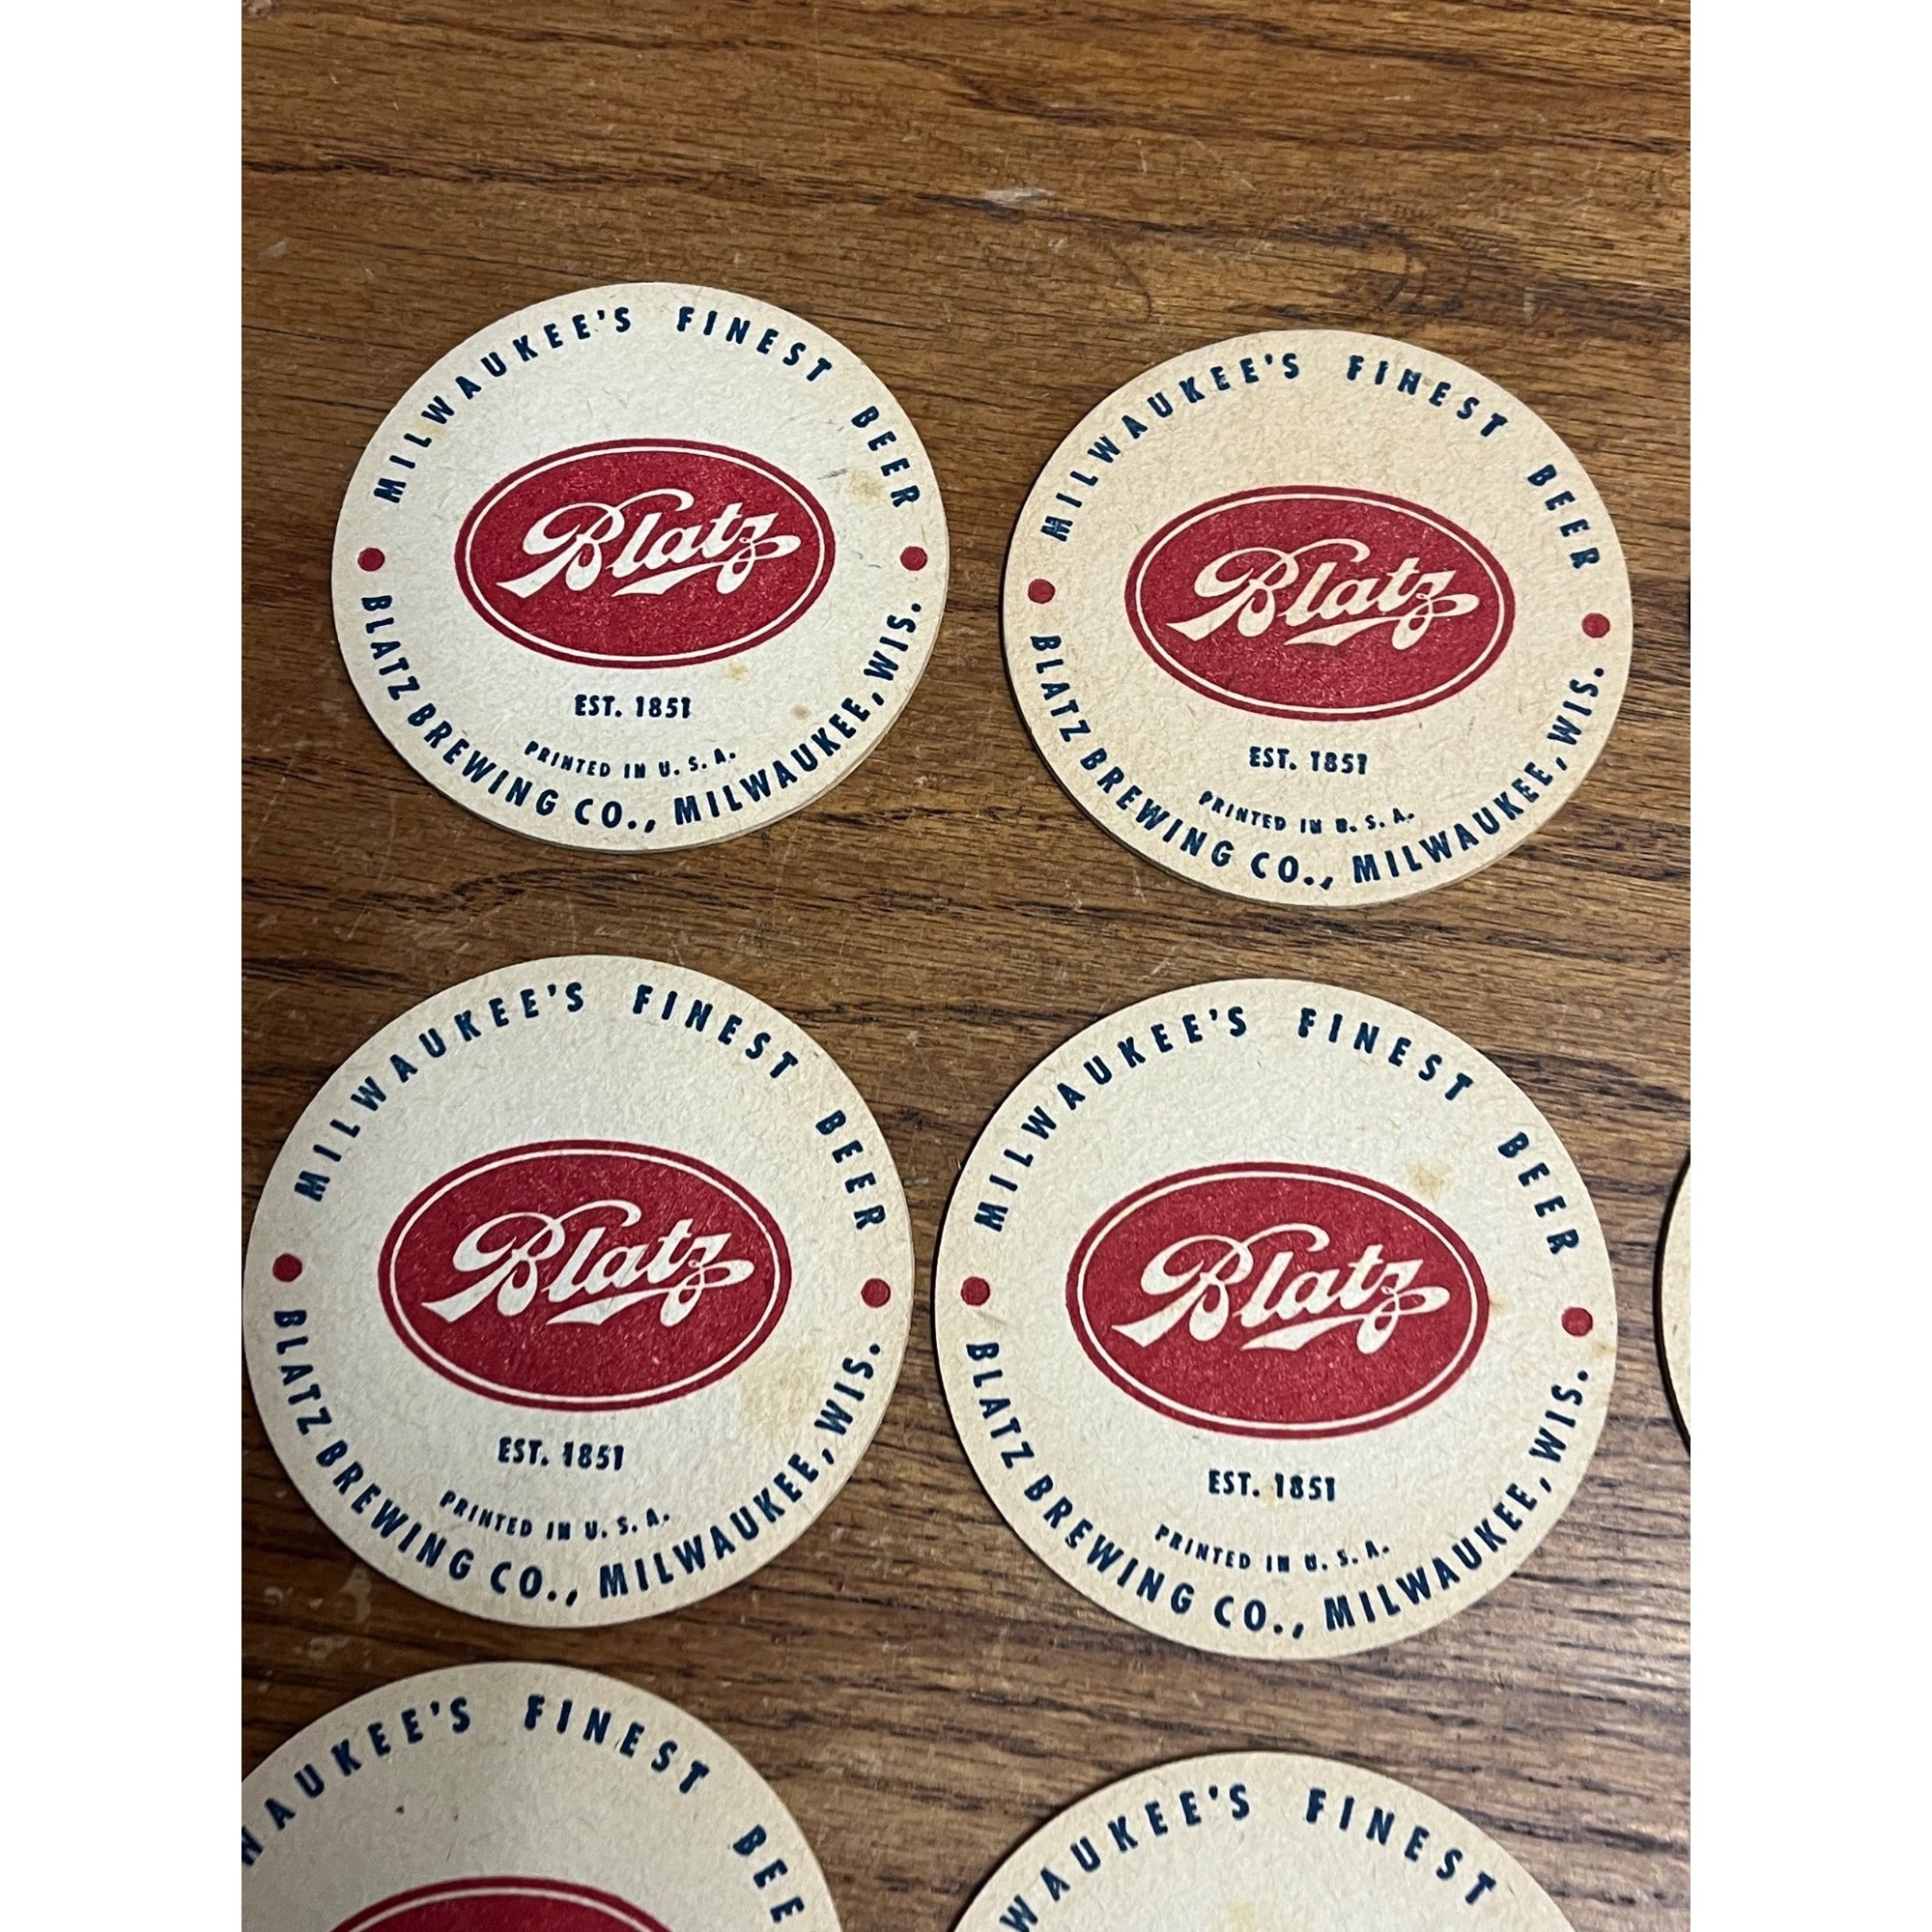 MILWAUKEE'S FINEST BEER
Blatz
EST. 1851
PRINTED IN U.S.A.
BLATZ BREWING CO., MILWAUKEE, WIS.
MILWAUKEE'S FINEST BEER
Blatz
EST. 1851
PRINTED IN U.S.A.
BLATZ BREWING CO., MILWAUKEE, WIS.
MILWAUKEE'S FINEST BEER
Blatz
EST. 1851
PRINTED IN U.S.A.
BLATZ BREWING CO., MILWAUKEE, WIS.
MILWAUKEE'S FINEST BEER
Blatz
EST. 1851
PRINTED IN U.S.A.
BLATZ BREWING CO., MILWAUKEE, WIS.
WAUKEE'S FINEST BEE
WAUKEE'S FINEST